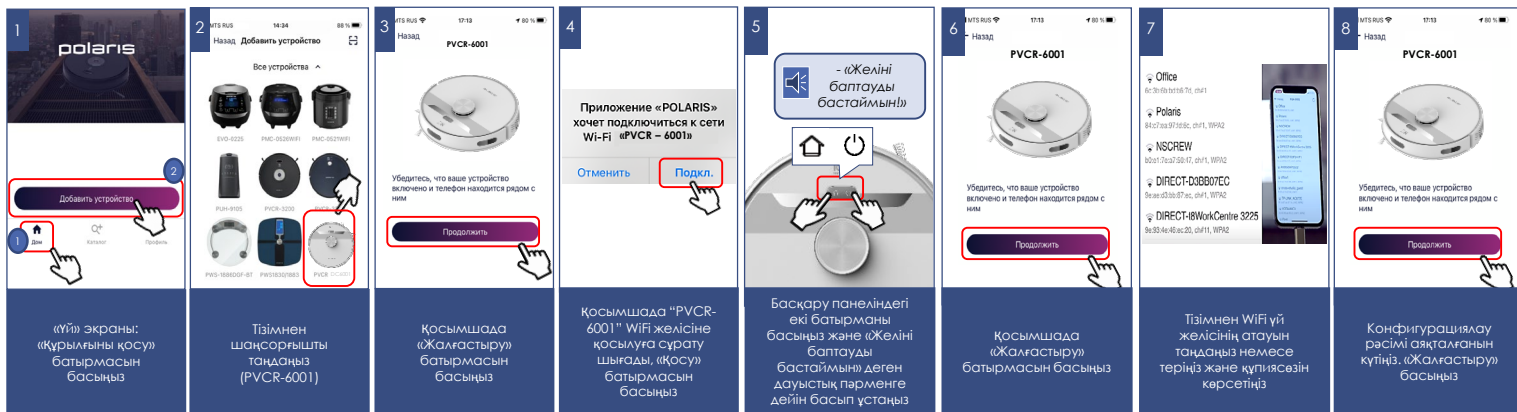 1
polaris
Добавить устройство
2
1
Дом
Каталог
Профиль
«Үй» экраны:
«Құрылғыны қосу»
батырмасын
басыңыз
2
MTS RUS
14:34
88 %
Назад
Добавить устройство
Все устройства
EVO-0225
PMC-0526WIFI
PMC-0521WIFI
PUH-9105
PVCR-3200
PWS-1886DGF-BT
PWS1830/1883
PVCR
Тізімнен
шаңсорғышты
таңдаңыз
(PVCR-6001)
3
MTS RUS
17:13
80 %
Назад
PVCR-6001
Убедитесь, что ваше устройство
включено и телефон находится рядом с
ним
Продолжить
Қосымшада
«Жалғастыру»
батырмасын
басыңыз
4
Приложение «POLARIS»
хочет подключиться к сети
Wi-Fi «PVCR – 6001»
Отменить
Подкл.
Қосымшада “PVCR-
6001” WiFi желісіне
қосылуға сұрату
шығады, «Қосу»
батырмасын
басыңыз
5
- «Желіні
баптауды
бастаймын!»
Басқару панеліндегі
екі батырманы
басыңыз және «Желіні
баптауды
бастаймын» деген
дауыстық пәрменге
дейін басып ұстаңыз
6
MTS RUS
17:13
80 %
Назад
PVCR-6001
Убедитесь, что ваше устройство
включено и телефон находится рядом с
ним
Продолжить
Қосымшада
«Жалғастыру»
батырмасын басыңыз
7
Office
Polaris
NSCREW
DIRECT-D3BB07EC
DIRECT-I8WorkCentre 3225
Тізімнен WiFi үй
желісінің атауын
таңдаңыз немесе
теріңіз және құпиясөзін
көрсетіңіз
8
MTS RUS
17:13
80 %
Назад
PVCR-6001
Убедитесь, что ваше устройство
включено и телефон находится рядом с
ним
Продолжить
Конфигурациялау
рәсімі аяқталғанын
күтіңіз. «Жалғастыру»
басыңыз